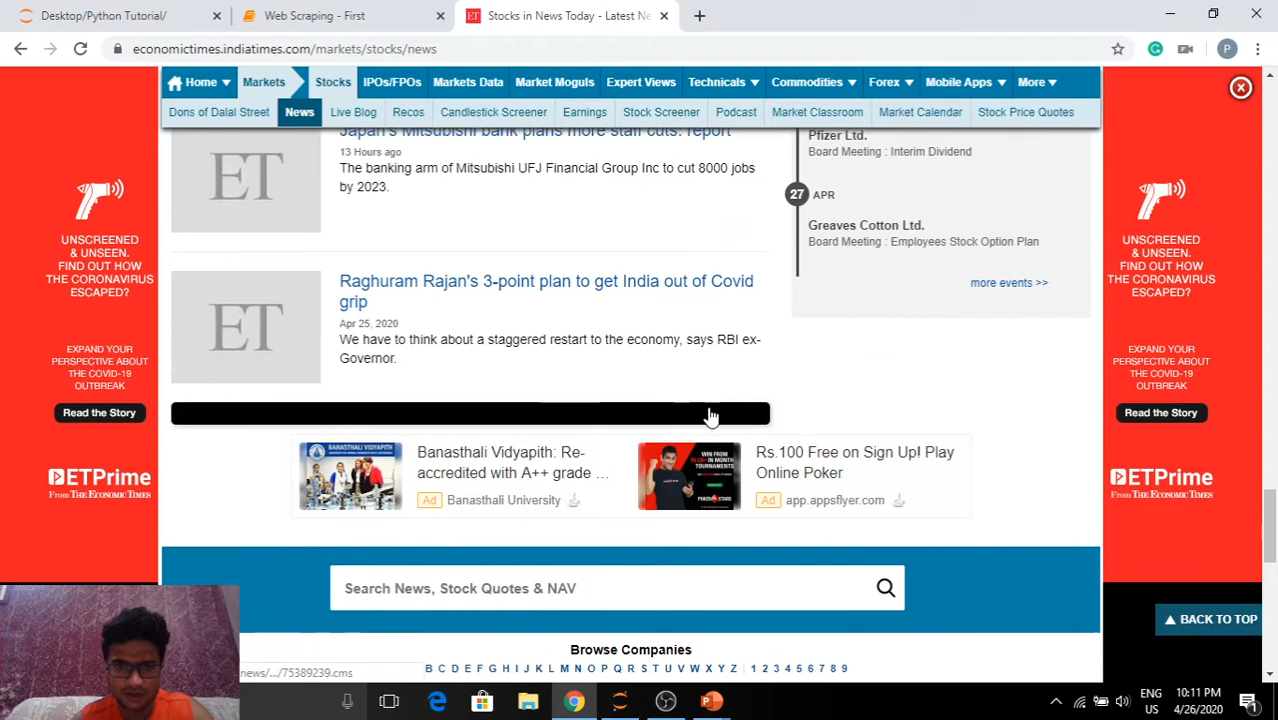 Desktop/Python Tutorial/
Web Scraping - First
ET Stocks in News Today - Latest Ne
economictimes.indiatimes.com/markets/stocks/news
P
Home Markets Stocks IPOs/FPOs Markets Data Market Moguls Expert Views Technicals Commodities Forex Mobile Apps More
Dons of Dalal Street News Live Blog Recos Candlestick Screener Earnings Stock Screener Podcast Market Classroom Market Calendar Stock Price Quotes
Japan's Mitsubishi bank plans more staff cuts: report
13 Hours ago
The banking arm of Mitsubishi UFJ Financial Group Inc to cut 8000 jobs
by 2023.
ET
Pfizer Ltd.
Board Meeting : Interim Dividend
27 APR
Greaves Cotton Ltd.
Board Meeting : Employees Stock Option Plan
more events >>
Raghuram Rajan's 3-point plan to get India out of Covid
grip
Apr 25, 2020
We have to think about a staggered restart to the economy, says RBI ex-
Governor.
ET
UNSCREENED
& UNSEEN.
FIND OUT HOW
THE CORONAVIRUS
ESCAPED?
EXPAND YOUR
PERSPECTIVE ABOUT
THE COVID-19
OUTBREAK
Read the Story
ETPrime
FROM THE ECONOMIC TIMES
UNSCREENED
& UNSEEN.
FIND OUT HOW
THE CORONAVIRUS
ESCAPED?
EXPAND YOUR
PERSPECTIVE ABOUT
THE COVID-19
OUTBREAK
Read the Story
ETPrime
FROM THE ECONOMIC TIMES
BANASTHALI VIDYAPITH
Banasthali Vidyapith: Re-
accredited with A++ grade ...
Ad Banasthali University
Rs.100 Free on Sign Up! Play
Online Poker
Ad app.appsflyer.com
Search News, Stock Quotes & NAV
BACK TO TOP
Browse Companies
B C D E F G H I J K L M N O P Q R S T U V W X Y Z | 1 2 3 4 5 6 7 8 9
news/.../75389239.cms
ENG
US
10:11 PM
4/26/2020
1